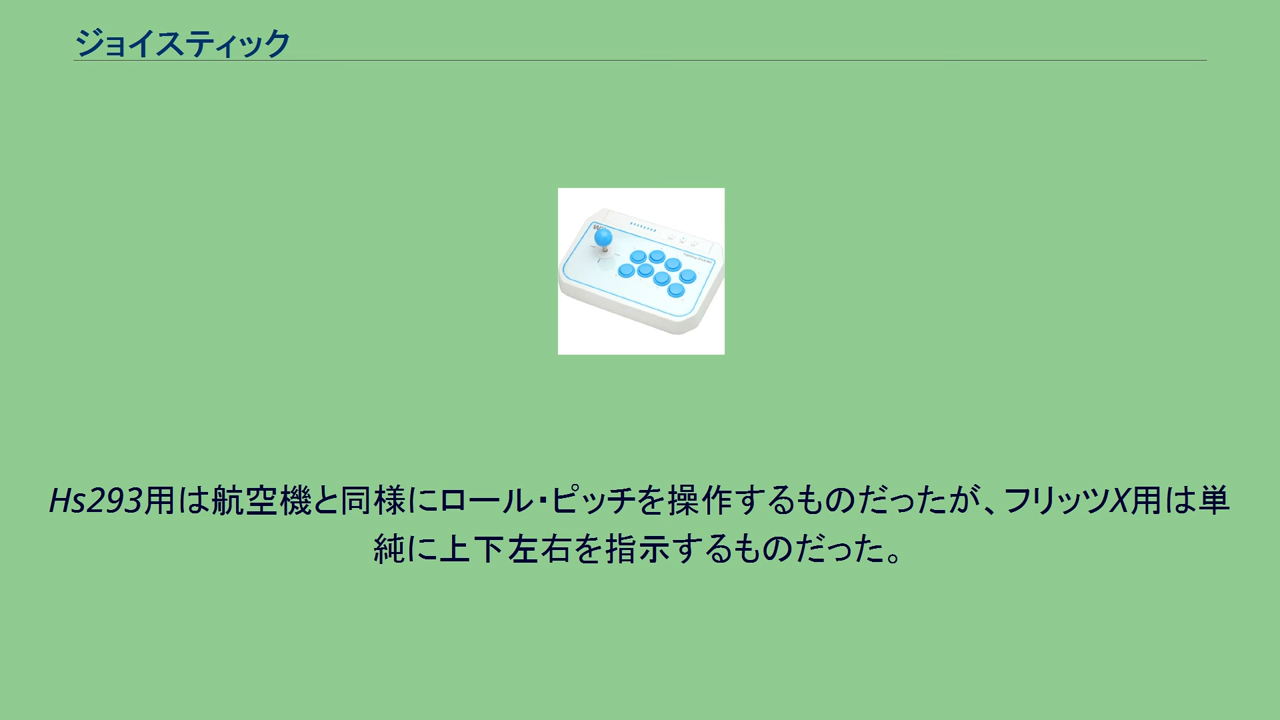 ジョイスティック
Hs293用は航空機と同様にロール・ピッチを操作するものだったが、フリッツX用は単
純に上下左右を指示するものだった。